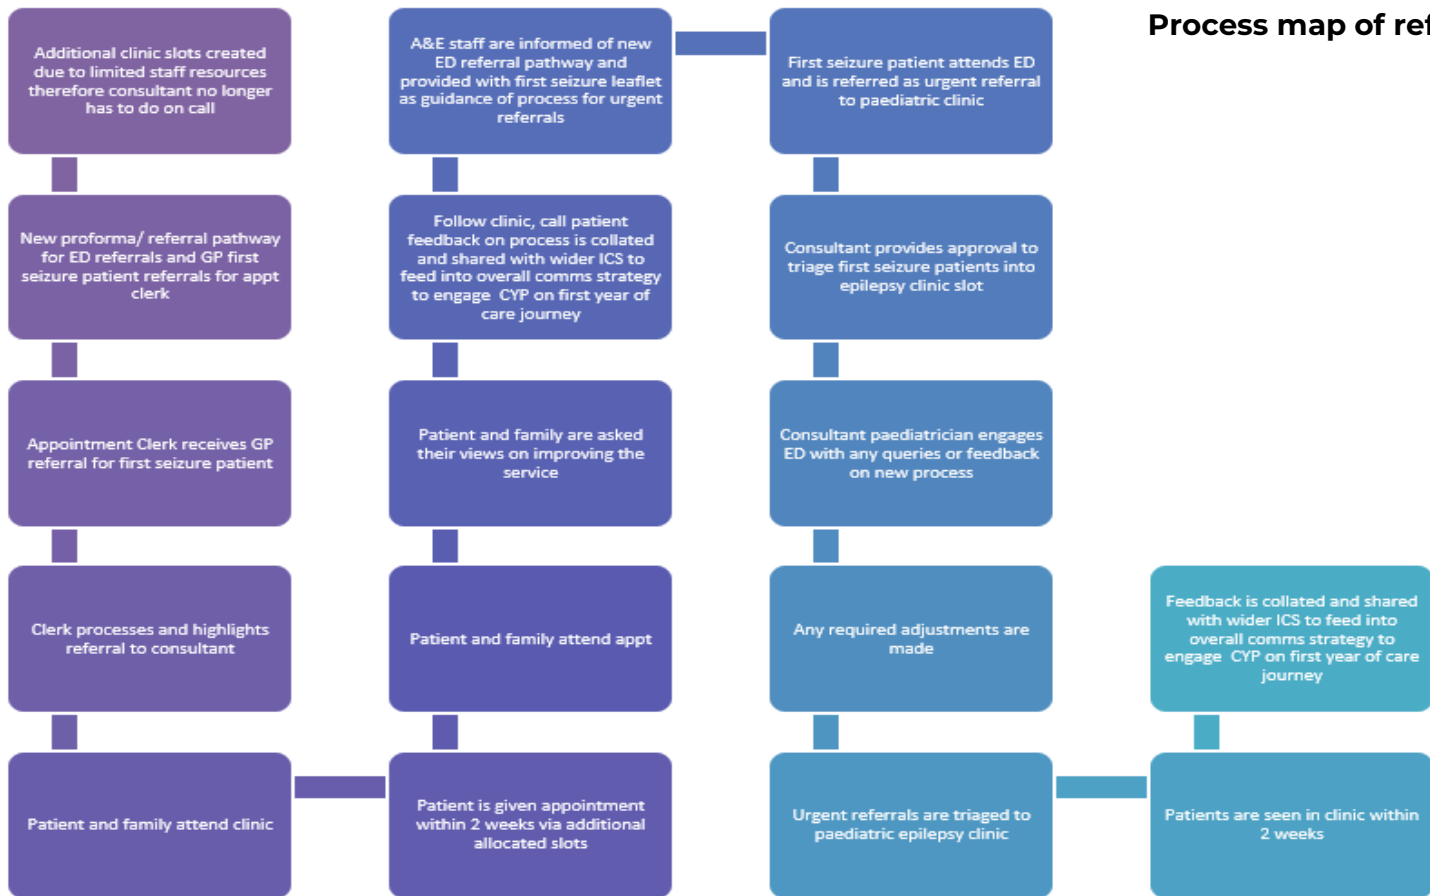 Process map of ref
Additional clinic slots created
due to limited staff resources
therefore consultant no longer
has to do on call
New proforma/ referral pathway
for ED referrals and GP first
seizure patient referrals for appt
clerk
Appointment Clerk receives GP
referral for first seizure patient
Clerk processes and highlights
referral to consultant
Patient and family attend clinic
Patient is given appointment
within 2 weeks via additional
allocated slots
Patient and family attend appt
Patient and family are asked
their views on improving the
service
Follow clinic, call patient
feedback on process is collated
and shared with wider ICS to
feed into overall comms strategy
to engage CYP on first year of
care journey
A&E staff are informed of new
ED referral pathway and
provided with first seizure leaflet
as guidance of process for urgent
referrals
First seizure patient attends ED
and is referred as urgent referral
to paediatric clinic
Consultant provides approval to
triage first seizure patients into
epilepsy clinic slot
Consultant paediatrician engages
ED with any queries or feedback
on new process
Any required adjustments are
made
Urgent referrals are triaged to
paediatric epilepsy clinic
Patients are seen in clinic within
2 weeks
Feedback is collated and shared
with wider ICS to feed into
overall comms strategy to
engage CYP on first year of care
journey